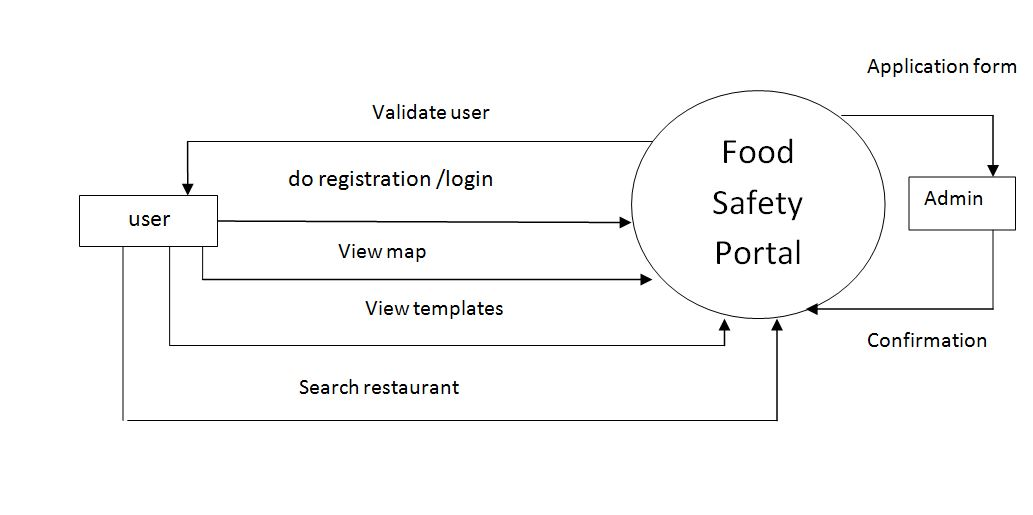 Application form
Validate user
Food
Safety
Portal
do registration /login
Admin
user
View map
View templates
Confirmation
Search restaurant